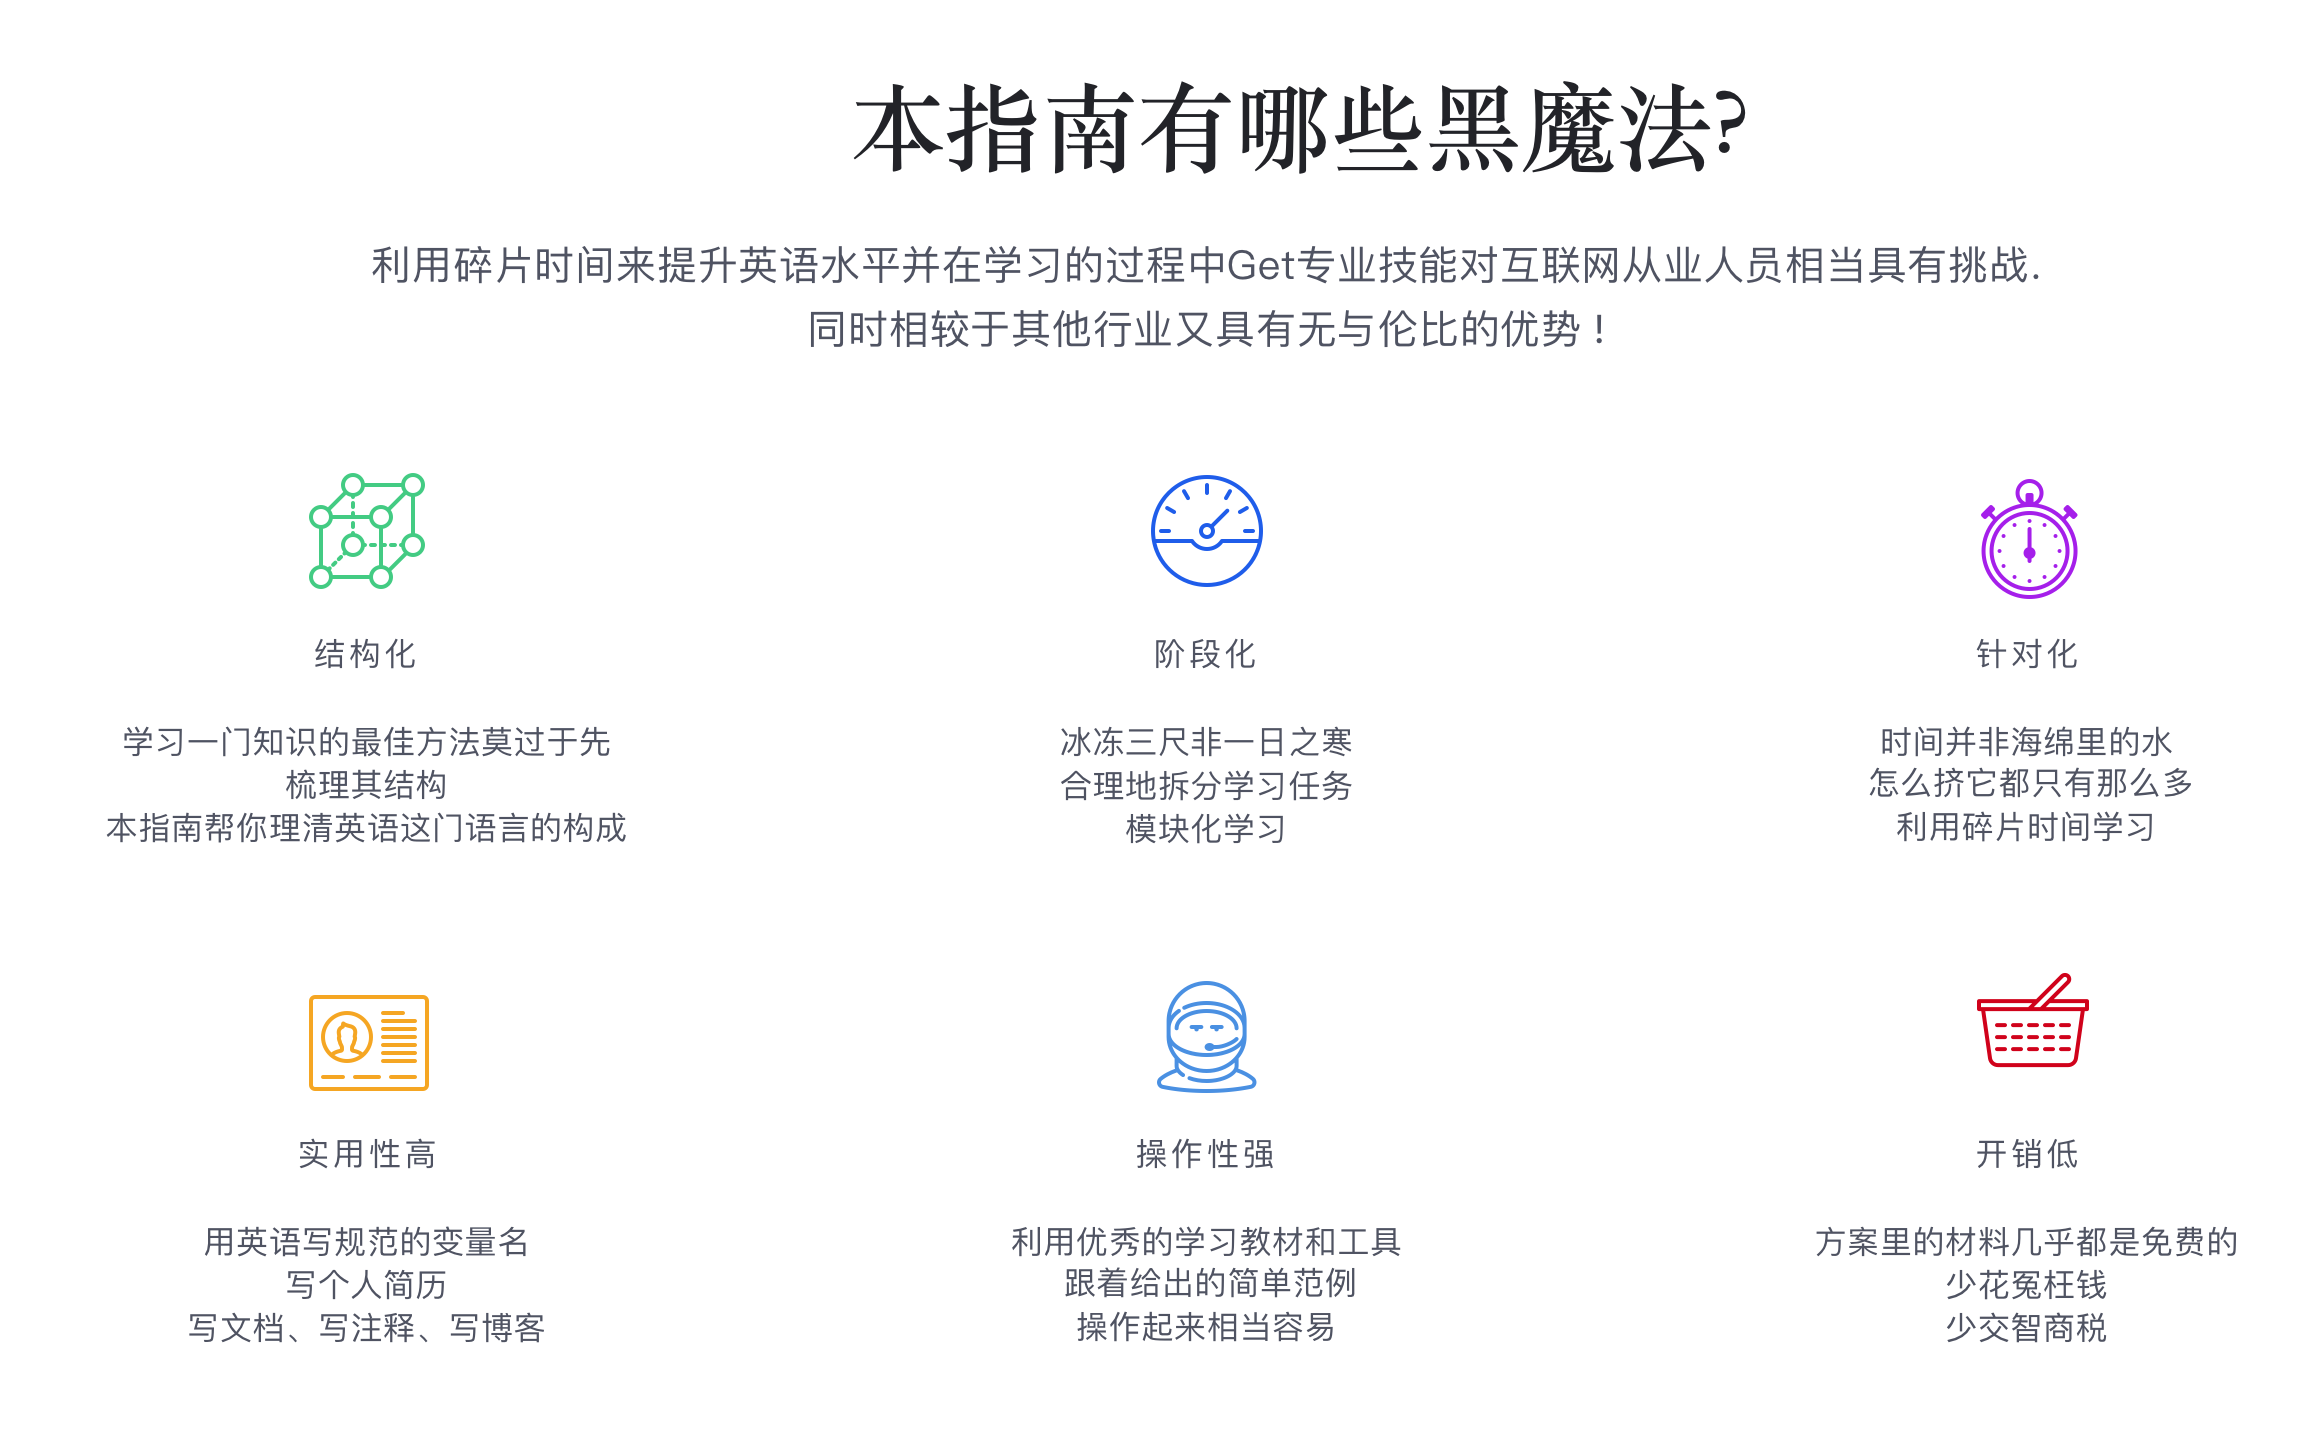 本指南有哪些黑魔法?
利用碎片时间来提升英语水平并在学习的过程中Get专业技能对互联网从业人员相当具有挑战.
同时相较于其他行业又具有无与伦比的优势！
结构化
学习一门知识的最佳方法莫过于先
梳理其结构
本指南帮你理清英语这门语言的构成
阶段化
冰冻三尺非一日之寒
合理地拆分学习任务
模块化学习
针对化
时间并非海绵里的水
怎么挤它都只有那么多
利用碎片时间学习
实用性高
用英语写规范的变量名
写个人简历
写文档、写注释、写博客
操作性强
利用优秀的学习教材和工具
跟着给出的简单范例
操作起来相当容易
开销低
方案里的材料几乎都是免费的
少花冤枉钱
少交智商税